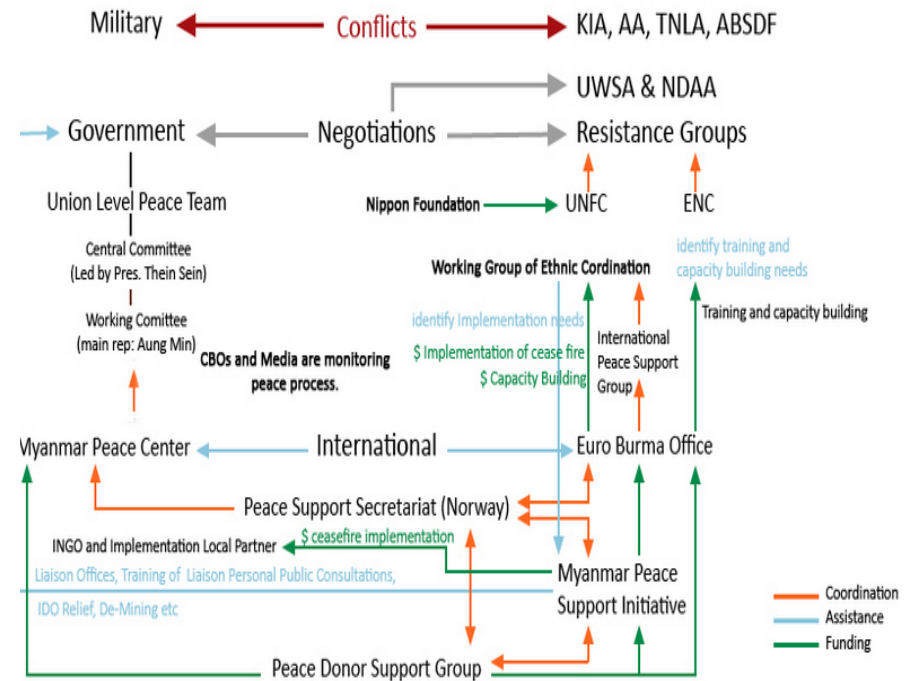 Military
Conflicts
KIA, AA, TNLA, ABSDF
UWSA & NDAA
Government
Negotiations
Resistance Groups
Union Level Peace Team
Nippon Foundation
UNFC
ENC
Central Committee
(Led by Pres. Thein Sein)
Working Group of Ethnic Cordination
identify training and
capacity building needs
Working Comittee
(main rep: Aung Min)
identify Implementation needs
Training and capacity building
CBOs and Media are monitoring
peace process.
$ Implementation of cease fire
$ Capacity Building
International
Peace Support
Group
Myanmar Peace Center
International
Euro Burma Office
Peace Support Secretariat (Norway)
$ ceasefire implementation
INGO and Implementation Local Partner
Liaison Offices, Training of Liaison Personal Public Consultations,
IDO Relief, De-Mining etc
Myanmar Peace
Support Initiative
Peace Donor Support Group
Coordination
Assistance
Funding